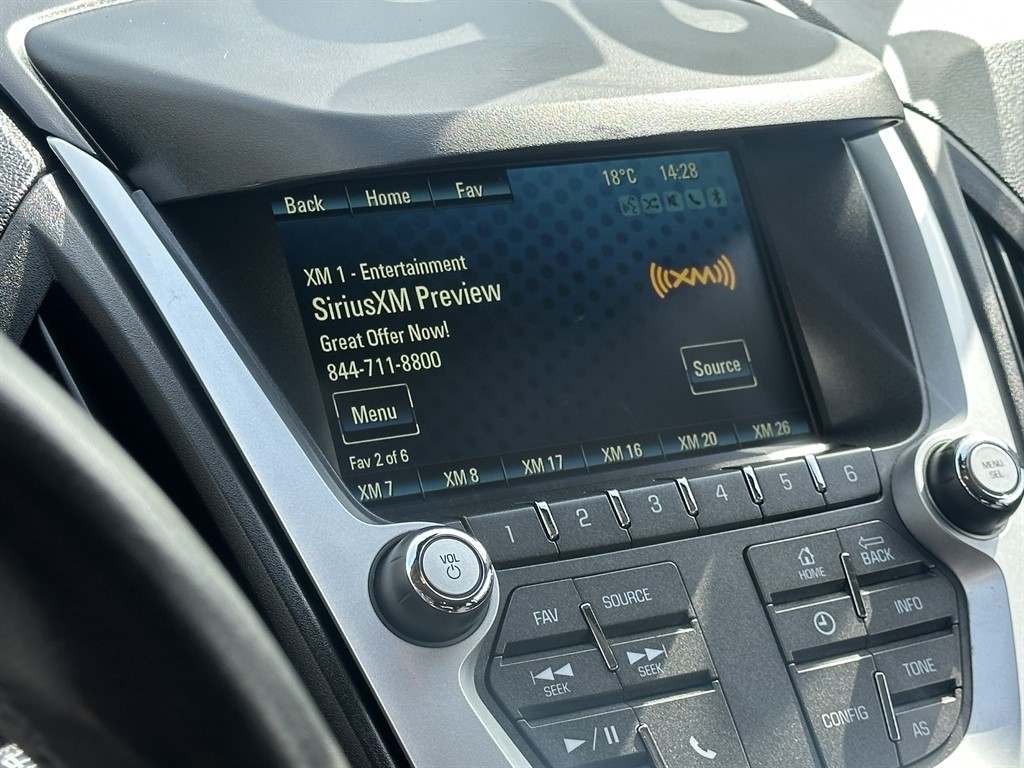 Back Home Fav 18°C 14:28
XM 1 - Entertainment
SiriusXM Preview
((XM))
Great Offer Now!
844-711-8800
Menu
Source
Fav 2 of 6
XM 7 XM 8 XM 17 XM 16 XM 20 XM 26
1 2 3 4 5 6
MENU
SEL
VOL
FAV SOURCE
SEEK SEEK
HOME BACK
INFO
TONE
CONFIG AS